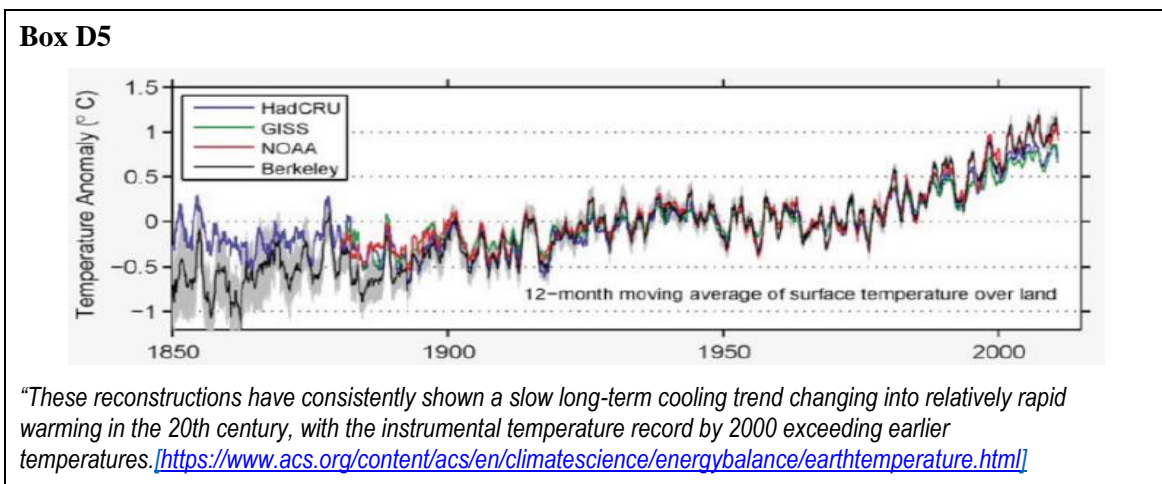 Box D5
1.5
1
0.5
0
−0.5
−1
Temperature Anomaly (° C)
HadCRU
GISS
NOAA
Berkeley
12−month moving average of surface temperature over land
1850
1900
1950
2000
“These reconstructions have consistently shown a slow long-term cooling trend changing into relatively rapid
warming in the 20th century, with the instrumental temperature record by 2000 exceeding earlier
temperatures.[https://www.acs.org/content/acs/en/climatescience/energybalance/earthtemperature.html]